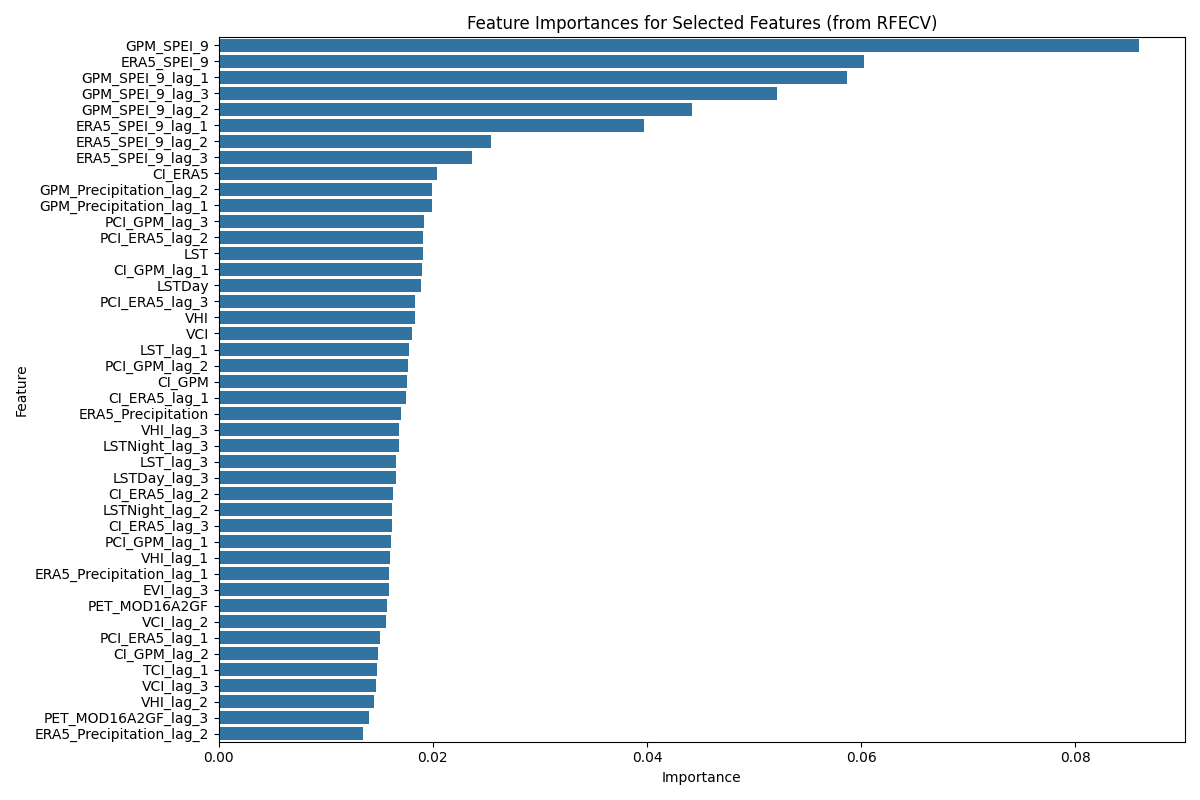 Feature Importances for Selected Features (from RFECV)
GPM_SPEI_9
ERA5_SPEI_9
GPM_SPEI_9_lag_1
GPM_SPEI_9_lag_3
GPM_SPEI_9_lag_2
ERA5_SPEI_9_lag_1
ERA5_SPEI_9_lag_2
ERA5_SPEI_9_lag_3
CI_ERA5
GPM_Precipitation_lag_2
GPM_Precipitation_lag_1
PCI_GPM_lag_3
PCI_ERA5_lag_2
LST
CI_GPM_lag_1
LSTDay
PCI_ERA5_lag_3
VHI
VCI
LST_lag_1
PCI_GPM_lag_2
CI_GPM
CI_ERA5_lag_1
ERA5_Precipitation
VHI_lag_3
LSTNight_lag_3
LST_lag_3
LSTDay_lag_3
CI_ERA5_lag_2
LSTNight_lag_2
CI_ERA5_lag_3
PCI_GPM_lag_1
VHI_lag_1
ERA5_Precipitation_lag_1
EVI_lag_3
PET_MOD16A2GF
VCI_lag_2
PCI_ERA5_lag_1
CI_GPM_lag_2
TCI_lag_1
VCI_lag_3
VHI_lag_2
PET_MOD16A2GF_lag_3
ERA5_Precipitation_lag_2
Feature
0.00 0.02 0.04 0.06 0.08
Importance